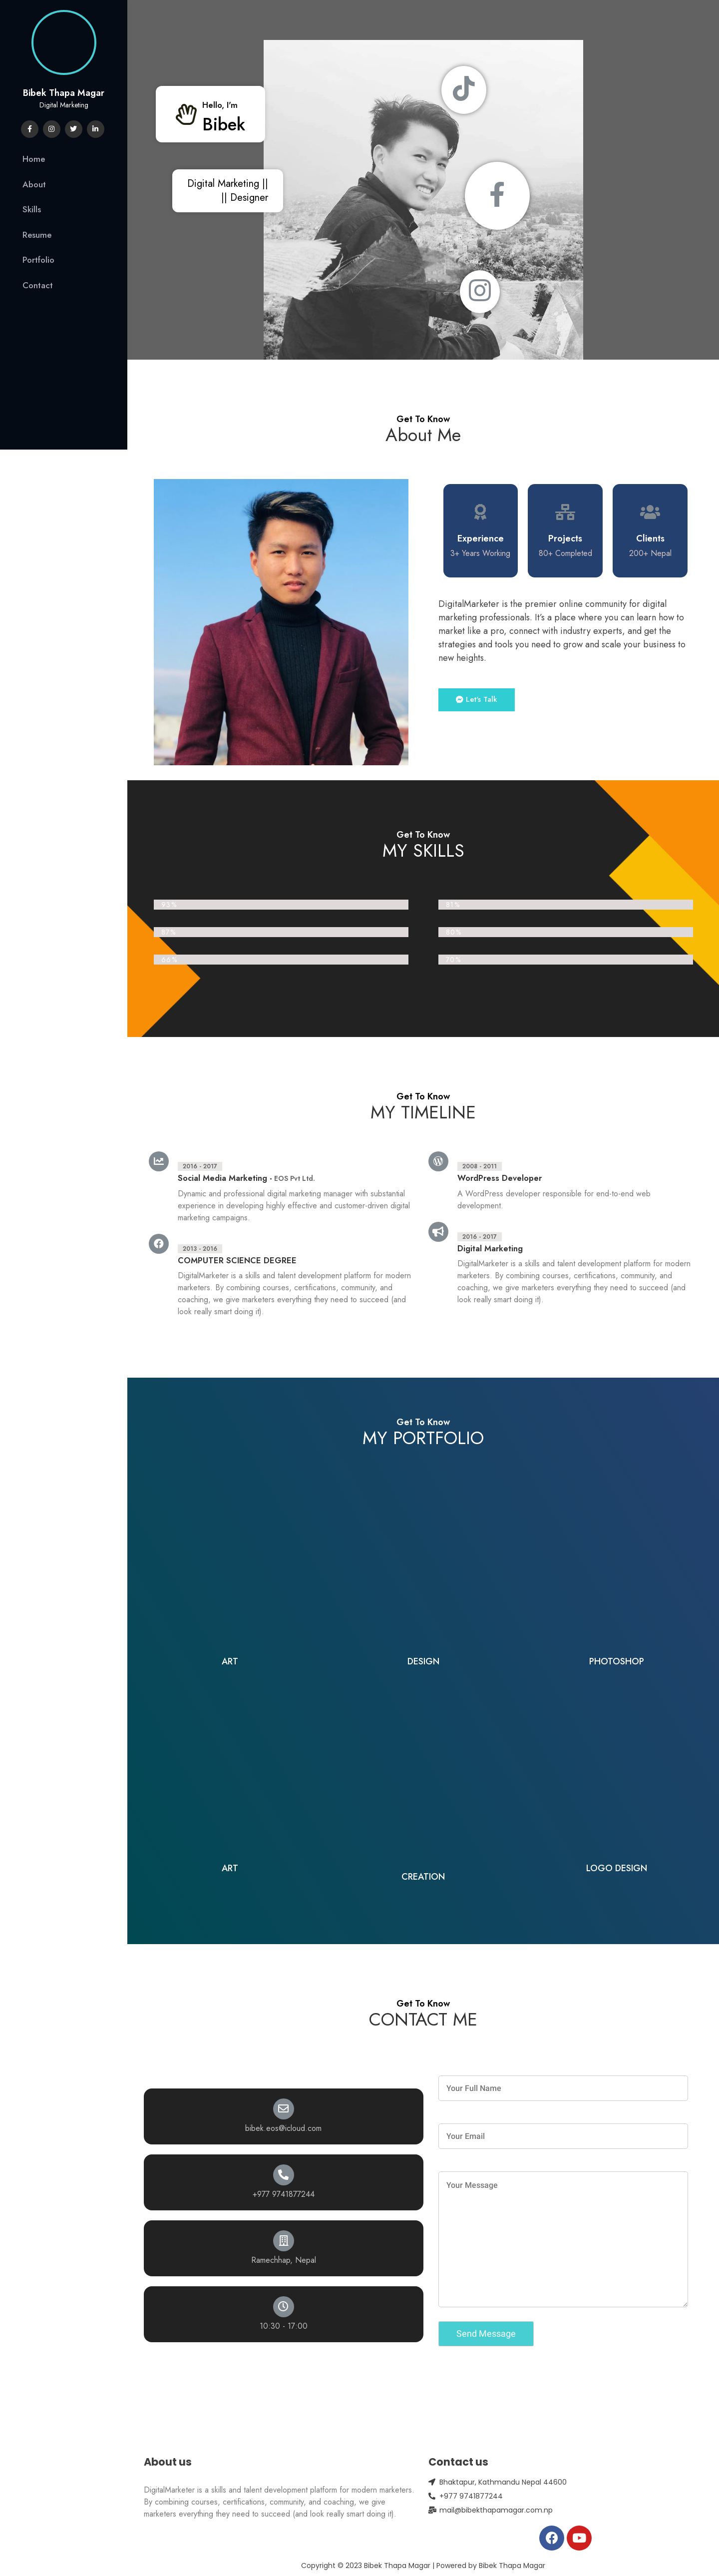 Bibek Thapa Magar
Digital Marketing
Home
About
Skills
Resume
Portfolio
Contact
Hello, I'm
Bibek
Digital Marketing ||
|| Designer
Get To Know
About Me
Experience
3+ Years Working
Projects
80+ Completed
Clients
200+ Nepal
DigitalMarketer is the premier online community for digital
marketing professionals. It's a place where you can learn how to
market like a pro, connect with industry experts, and get the
strategies and tools you need to grow and scale your business to
new heights.
Let's Talk
Get To Know
MY SKILLS
93%
91%
87%
90%
86%
70%
Get To Know
MY TIMELINE
2016 - 2017
Social Media Marketing - EOS Pvt Ltd.
Dynamic and professional digital marketing manager with substantial
experience in developing highly effective and customer-driven digital
marketing campaigns.
2013 - 2016
COMPUTER SCIENCE DEGREE
DigitalMarketer is a skills and talent development platform for modern
marketers. By combining courses, certifications, community, and
coaching, we give marketers everything they need to succeed (and
look really smart doing it).
2008 - 2011
WordPress Developer
A WordPress developer responsible for end-to-end web
development
2016 - 2017
Digital Marketing
DigitalMarketer is a skills and talent development platform for modern
marketers. By combining courses, certifications, community, and
coaching, we give marketers everything they need to succeed (and
look really smart doing it).
Get To Know
MY PORTFOLIO
ART
DESIGN
PHOTOSHOP
ART
CREATION
LOGO DESIGN
Get To Know
CONTACT ME
bibek.eos@icloud.com
+977 9741877244
Ramechhap, Nepal
10:30 - 17:00
Your Full Name
Your Email
Your Message
Send Message
About us
DigitalMarketer is a skills and talent development platform for modern marketers.
By combining courses, certifications, community, and coaching, we give
marketers everything they need to succeed (and look really smart doing it).
Contact us
Bhaktapur, Kathmandu Nepal 44600
+977 9741877244
mail@bibekthapamagar.com.np
Copyright © 2023 Bibek Thapa Magar | Powered by Bibek Thapa Magar